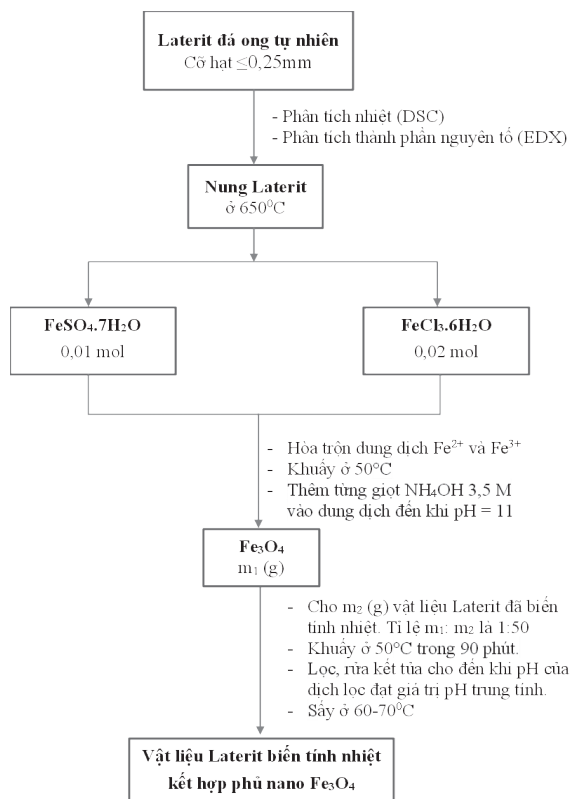 Laterit đá ong tự nhiên
Cỡ hạt ≤0,25mm
- Phân tích nhiệt (DSC)
- Phân tích thành phần nguyên tố (EDX)
Nung Laterit
ở 650⁰C
FeSO₄.7H₂O
0,01 mol
FeCl₃.6H₂O
0,02 mol
- Hòa trộn dung dịch Fe²⁺ và Fe³⁺
- Khuấy ở 50°C
- Thêm từng giọt NH₄OH 3,5 M
vào dung dịch đến khi pH = 11
Fe₃O₄
m₁ (g)
- Cho m₂ (g) vật liệu Laterit đã biến
tính nhiệt. Tỉ lệ m₁: m₂ là 1:50
- Khuấy ở 50°C trong 90 phút.
- Lọc, rửa kết tủa cho đến khi pH của
dịch lọc đạt giá trị pH trung tính.
- Sấy ở 60-70⁰C
Vật liệu Laterit biến tính nhiệt
kết hợp phủ nano Fe₃O₄